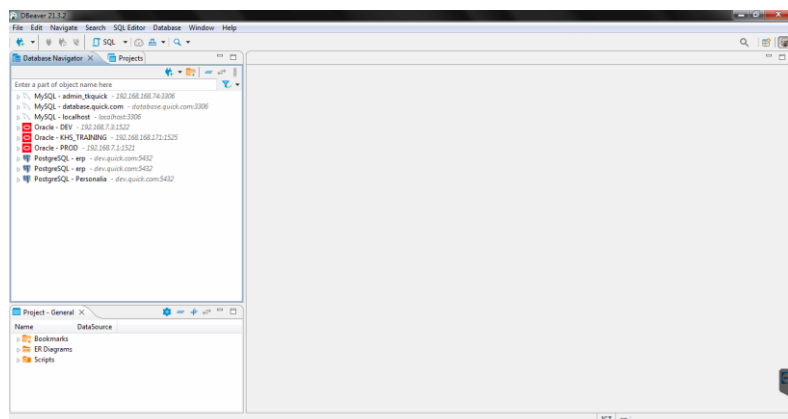 DBeaver 21.3.2
File Edit Navigate Search SQL Editor Database Window Help
SQL
Database Navigator Projects
Enter a part of object name here
MySQL - admin_tkquick - 192.168.168.74:3306
MySQL - database.quick.com - database.quick.com:3306
MySQL - localhost - localhost:3306
Oracle - DEV - 192.168.7.3:1522
Oracle - KHS_TRAINING - 192.168.168.171:1525
Oracle - PROD - 192.168.7.1:1521
PostgreSQL - erp - dev.quick.com:5432
PostgreSQL - erp - dev.quick.com:5432
PostgreSQL - Personalia - dev.quick.com:5432
Project - General
Name DataSource
Bookmarks
ER Diagrams
Scripts